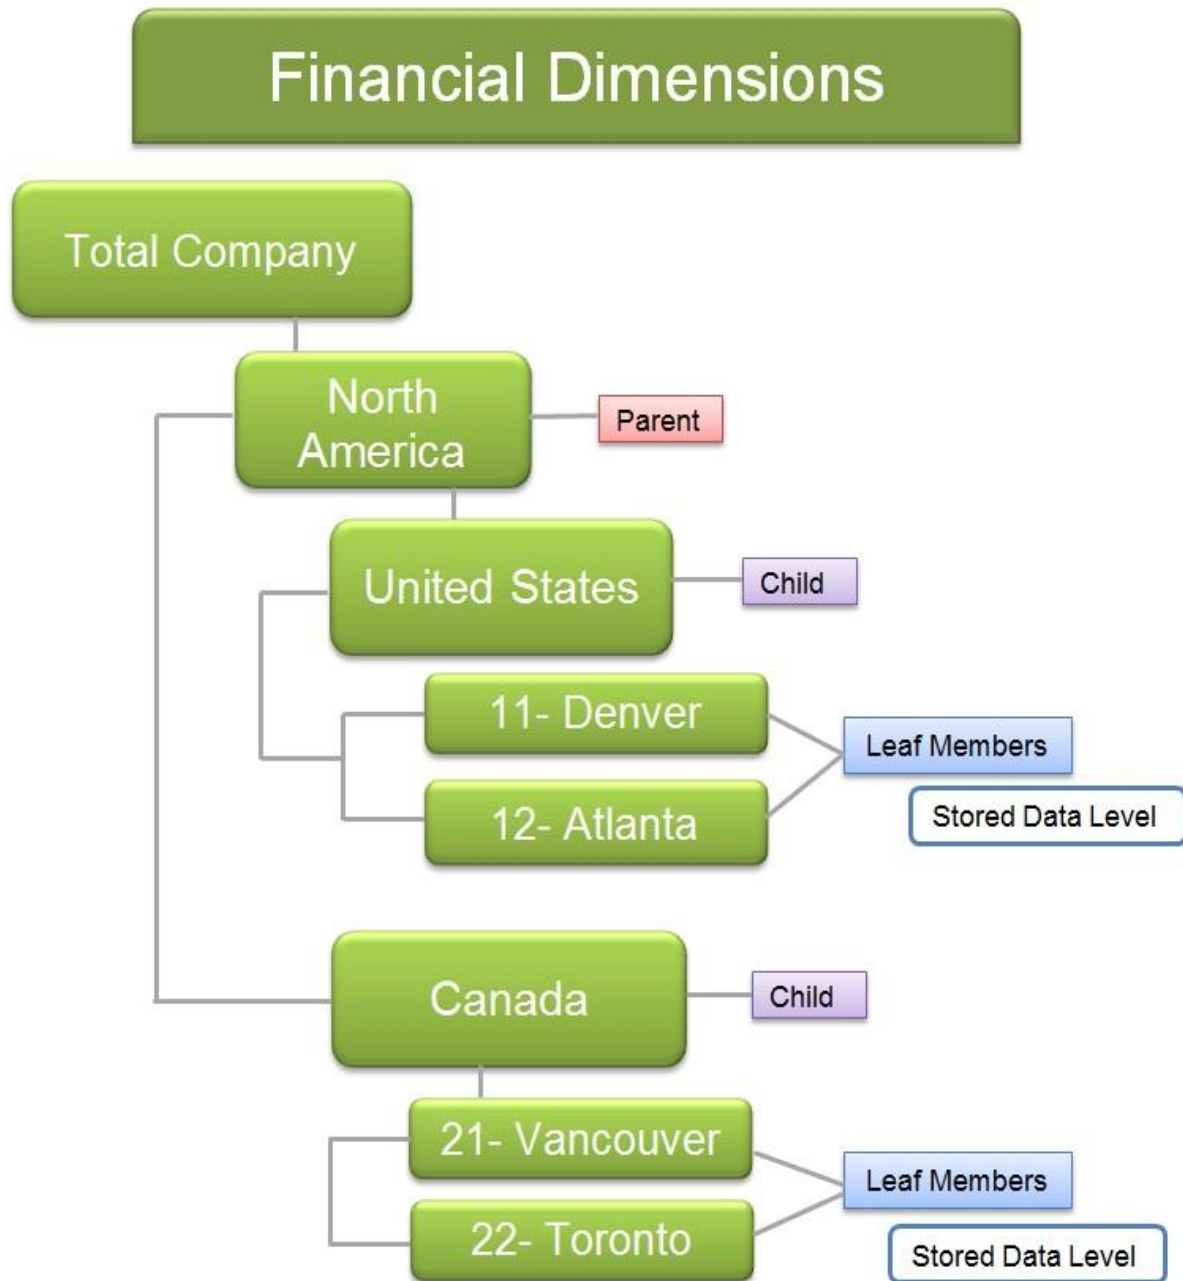 Financial Dimensions
Total Company
North
America
Parent
United States
Child
11- Denver
Leaf Members
12- Atlanta
Stored Data Level
Canada
Child
21- Vancouver
Leaf Members
22- Toronto
Stored Data Level